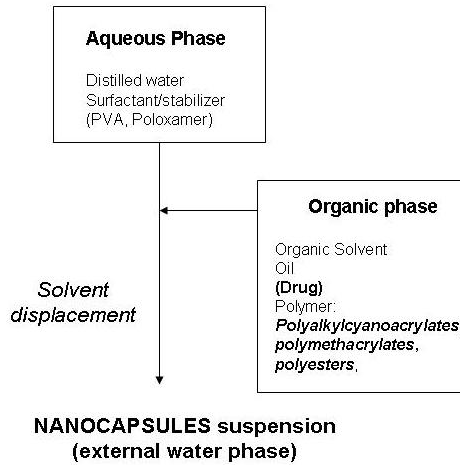 Aqueous Phase
Distilled water
Surfactant/stabilizer
(PVA, Poloxamer)
Organic phase
Organic Solvent
Oil
(Drug)
Polymer:
Polyalkylcyanoacrylates
polymethacrylates,
polyesters,
Solvent
displacement
NANOCAPSULES suspension
(external water phase)